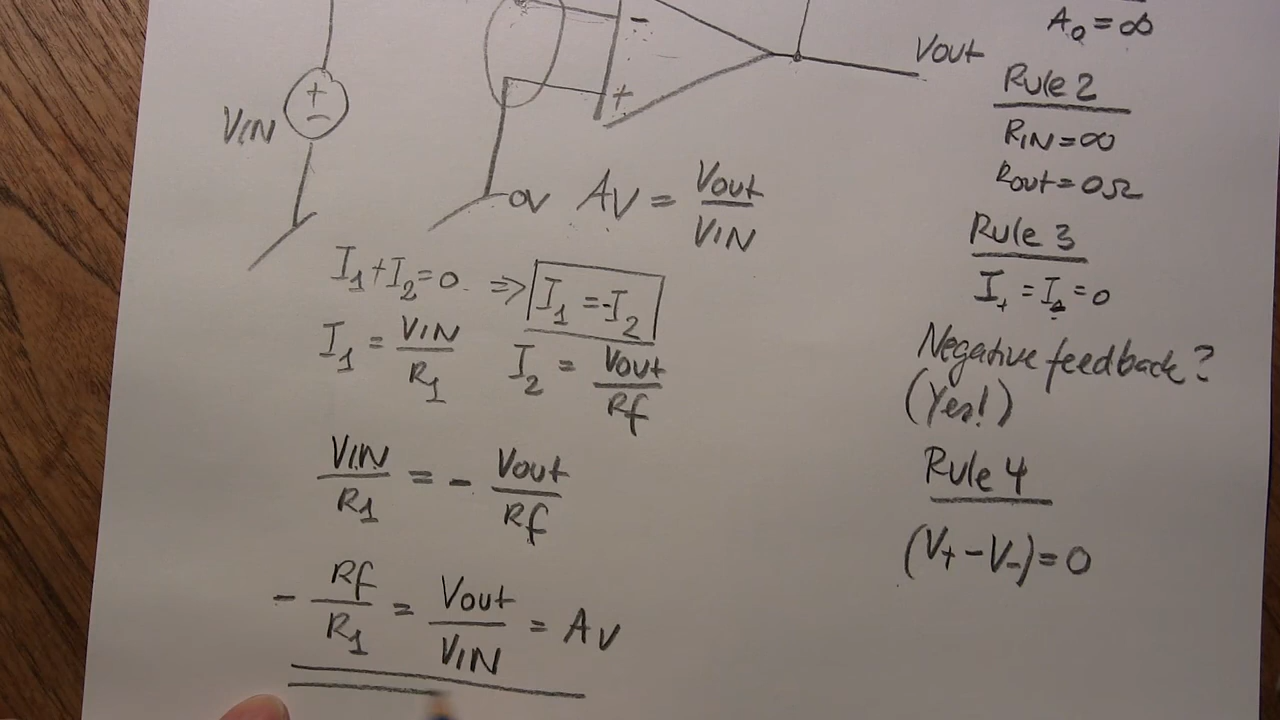 -
+
+
-
VIN
Vout
0V
Av = Vout/VIN
I1 + I2 = 0 => I1 = -I2
I1 = VIN/R1 I2 = Vout/Rf
VIN/R1 = - Vout/Rf
- Rf/R1 = Vout/VIN = Av
Ao = ∞
Rule 2
RIN = ∞
Rout = 0Ω
Rule 3
I+ = I- = 0
Negative feedback?
(Yes!)
Rule 4
(V+ - V-) = 0